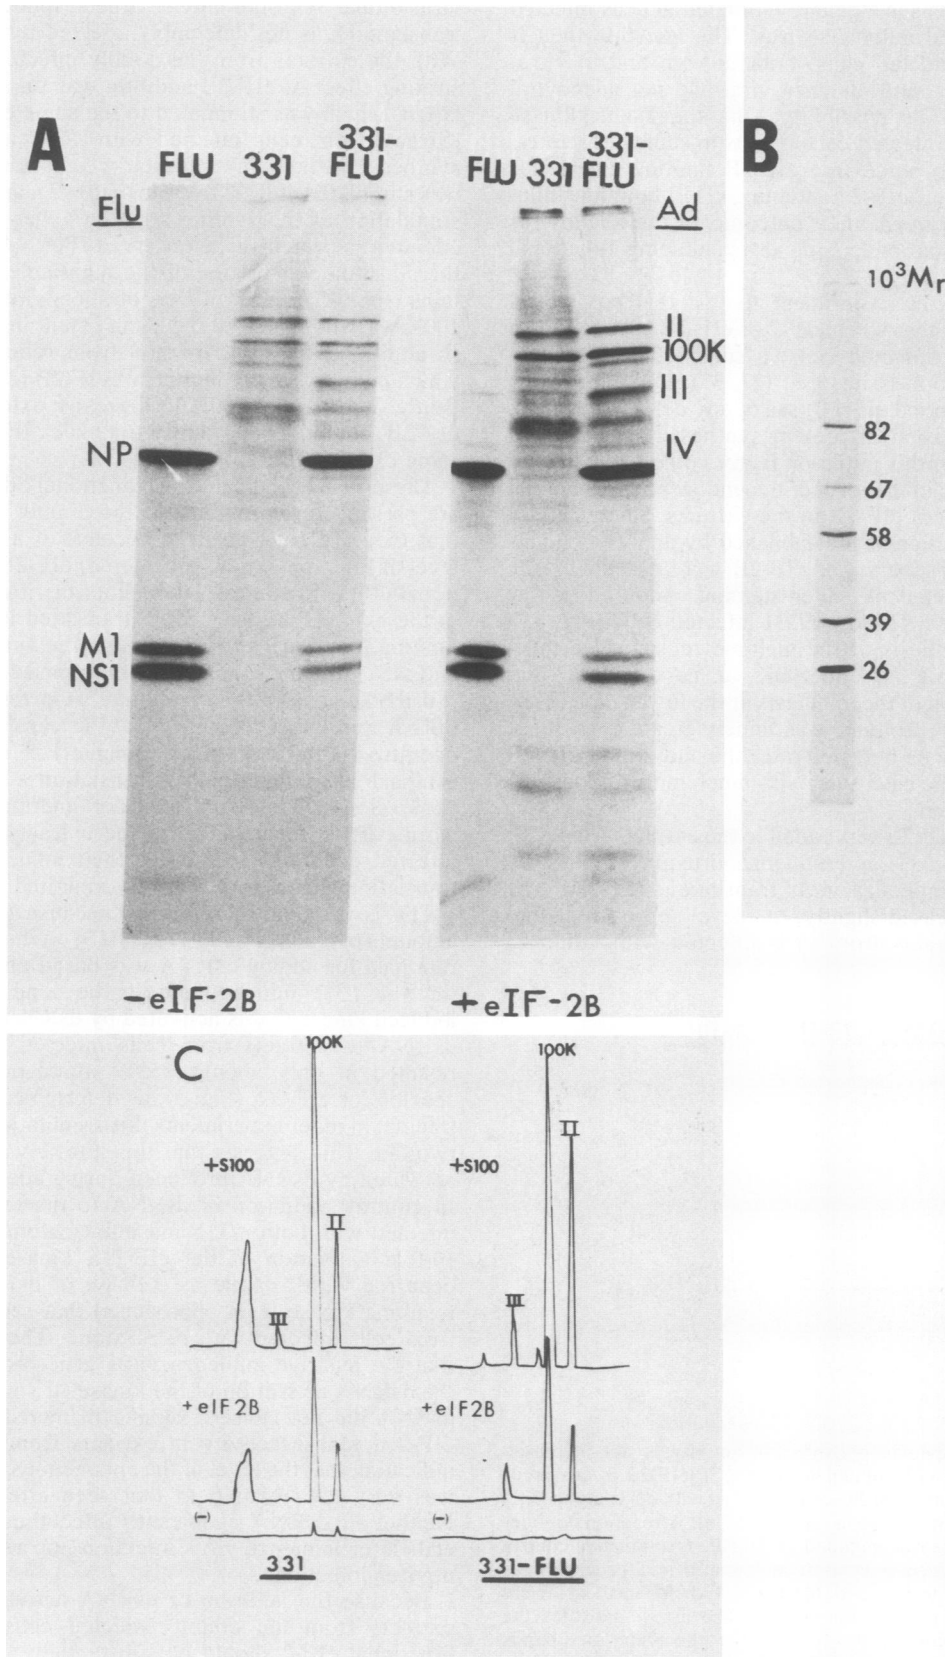 A
FLU 331 331-
FLU
Flu
NP
M1
NS1
-eIF-2B
FLU 331 331-
FLU
Ad
II
100K
III
IV
+eIF-2B
B
10³Mr
82
67
58
39
26
C
100K
+S100
II
III
+eIF2B
(-)
331
100K
+S100
II
III
+eIF2B
(-)
331-FLU